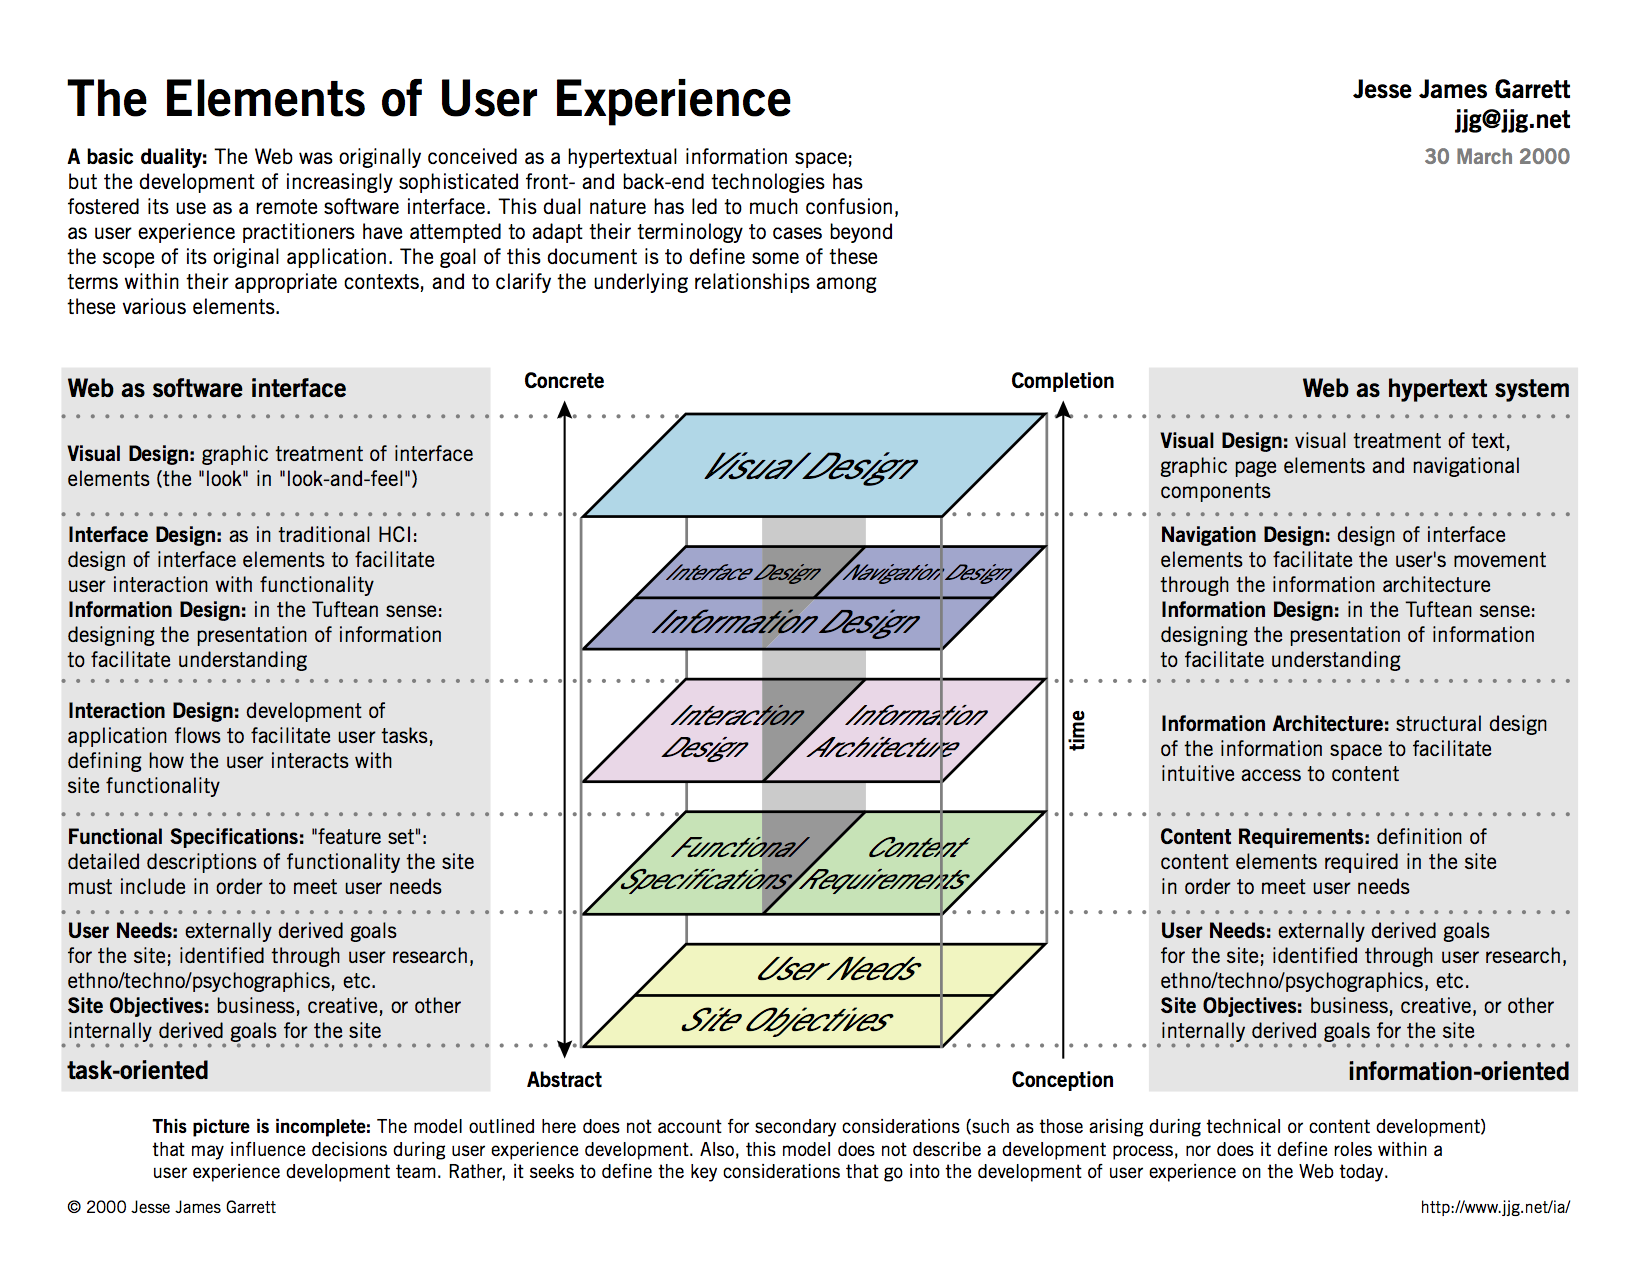 The Elements of User Experience
Jesse James Garrett
jjg@jjg.net
30 March 2000
A basic duality: The Web was originally conceived as a hypertextual information space;
but the development of increasingly sophisticated front- and back-end technologies has
fostered its use as a remote software interface. This dual nature has led to much confusion,
as user experience practitioners have attempted to adapt their terminology to cases beyond
the scope of its original application. The goal of this document is to define some of these
terms within their appropriate contexts, and to clarify the underlying relationships among
these various elements.
Web as software interface
Visual Design: graphic treatment of interface
elements (the "look" in "look-and-feel")
Interface Design: as in traditional HCI:
design of interface elements to facilitate
user interaction with functionality
Information Design: in the Tuftean sense:
designing the presentation of information
to facilitate understanding
Interaction Design: development of
application flows to facilitate user tasks,
defining how the user interacts with
site functionality
Functional Specifications: "feature set":
detailed descriptions of functionality the site
must include in order to meet user needs
User Needs: externally derived goals
for the site; identified through user research,
ethno/techno/psychographics, etc.
Site Objectives: business, creative, or other
internally derived goals for the site
task-oriented
Concrete
Completion
Visual Design
Interface Design
Navigation Design
Information Design
Interaction
Design
Information
Architecture
time
Functional
Specifications
Content
Requirements
User Needs
Site Objectives
Abstract
Conception
Web as hypertext system
Visual Design: visual treatment of text,
graphic page elements and navigational
components
Navigation Design: design of interface
elements to facilitate the user's movement
through the information architecture
Information Design: in the Tuftean sense:
designing the presentation of information
to facilitate understanding
Information Architecture: structural design
of the information space to facilitate
intuitive access to content
Content Requirements: definition of
content elements required in the site
in order to meet user needs
User Needs: externally derived goals
for the site; identified through user research,
ethno/techno/psychographics, etc.
Site Objectives: business, creative, or other
internally derived goals for the site
information-oriented
This picture is incomplete: The model outlined here does not account for secondary considerations (such as those arising during technical or content development)
that may influence decisions during user experience development. Also, this model does not describe a development process, nor does it define roles within a
user experience development team. Rather, it seeks to define the key considerations that go into the development of user experience on the Web today.
© 2000 Jesse James Garrett
http://www.jjg.net/ia/